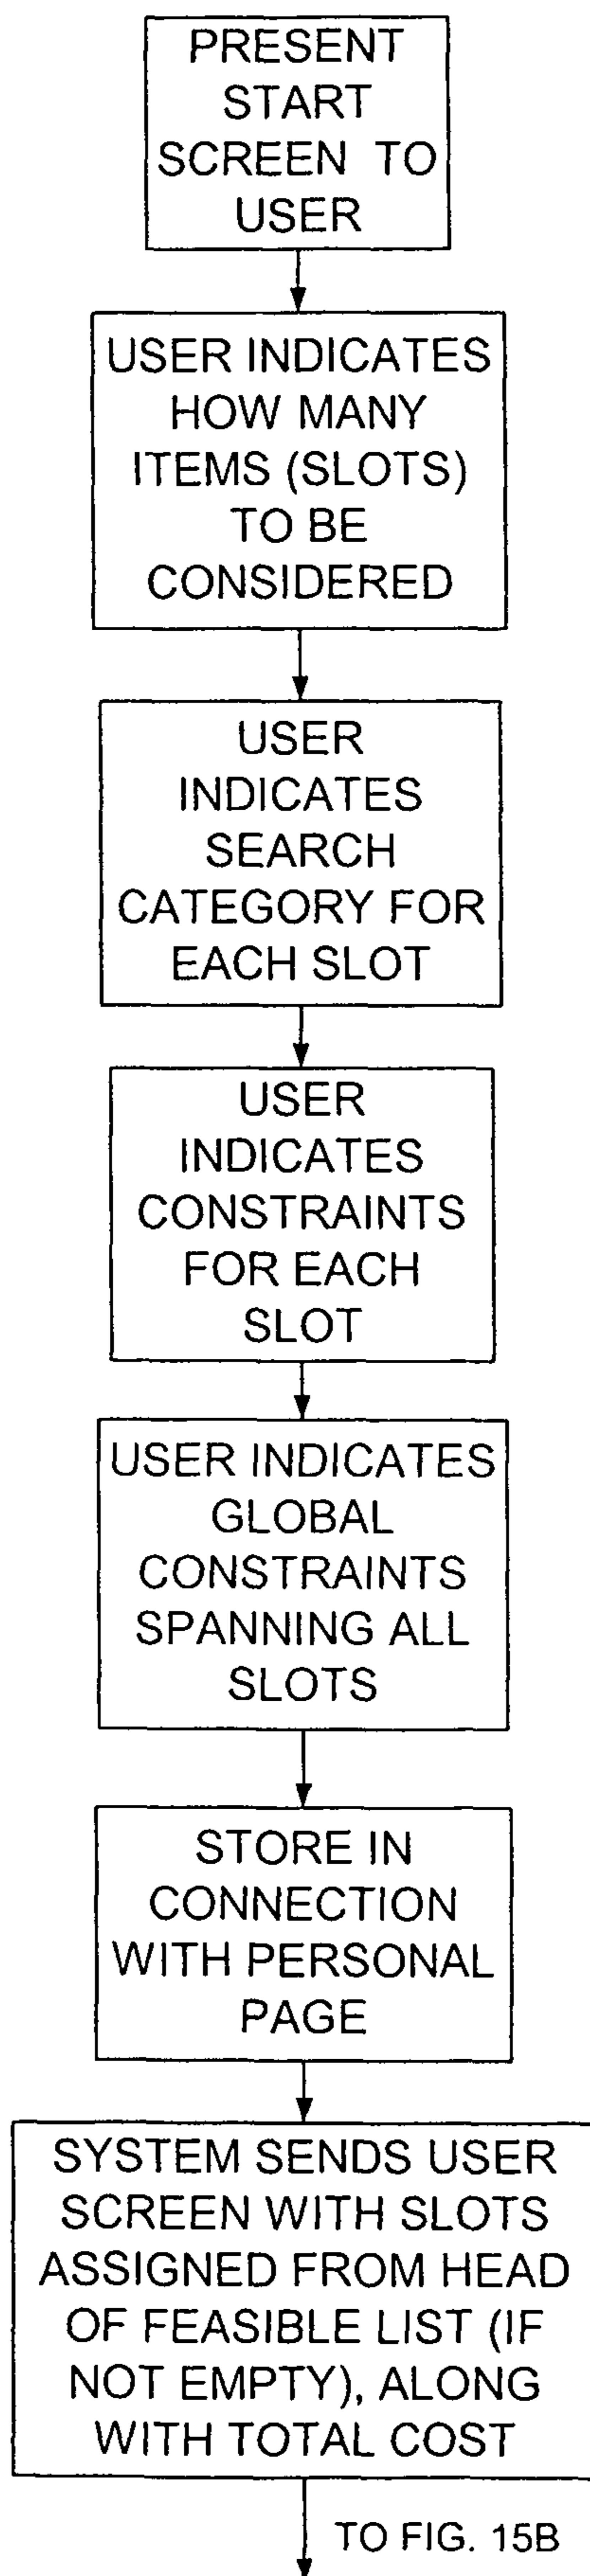 PRESENT
START
SCREEN TO
USER
USER INDICATES
HOW MANY
ITEMS (SLOTS)
TO BE
CONSIDERED
USER
INDICATES
SEARCH
CATEGORY FOR
EACH SLOT
USER
INDICATES
CONSTRAINTS
FOR EACH
SLOT
USER INDICATES
GLOBAL
CONSTRAINTS
SPANNING ALL
SLOTS
STORE IN
CONNECTION
WITH PERSONAL
PAGE
SYSTEM SENDS USER
SCREEN WITH SLOTS
ASSIGNED FROM HEAD
OF FEASIBLE LIST (IF
NOT EMPTY), ALONG
WITH TOTAL COST
TO FIG. 15B